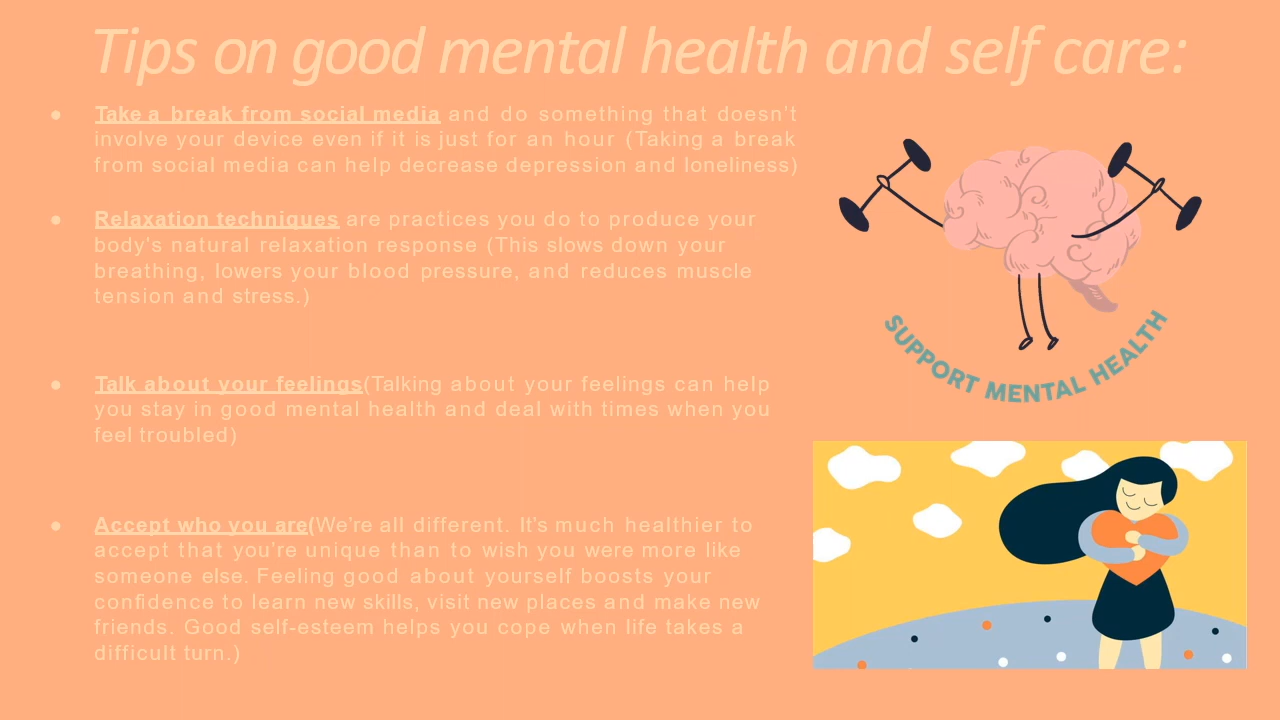 Tips on good mental health and self care:
● Take a break from social media and do something that doesn't
involve your device even if it is just for an hour (Taking a break
from social media can help decrease depression and loneliness)
● Relaxation techniques are practices you do to produce your
body's natural relaxation response (This slows down your
breathing, lowers your blood pressure, and reduces muscle
tension and stress.)
● Talk about your feelings(Talking about your feelings can help
you stay in good mental health and deal with times when you
feel troubled)
● Accept who you are(We're all different. It's much healthier to
accept that you're unique than to wish you were more like
someone else. Feeling good about yourself boosts your
confidence to learn new skills, visit new places and make new
friends. Good self-esteem helps you cope when life takes a
difficult turn.)
SUPPORT MENTAL HEALTH